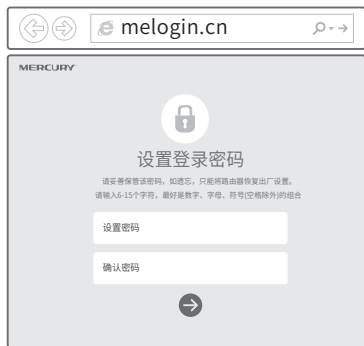 melogin.cn
MERCURY
设置登录密码
请妥善保管该密码，如遗忘，只能将路由器恢复出厂设置。
请输入6-15个字符，最好是数字、字母、符号(空格除外)的组合
设置密码
确认密码